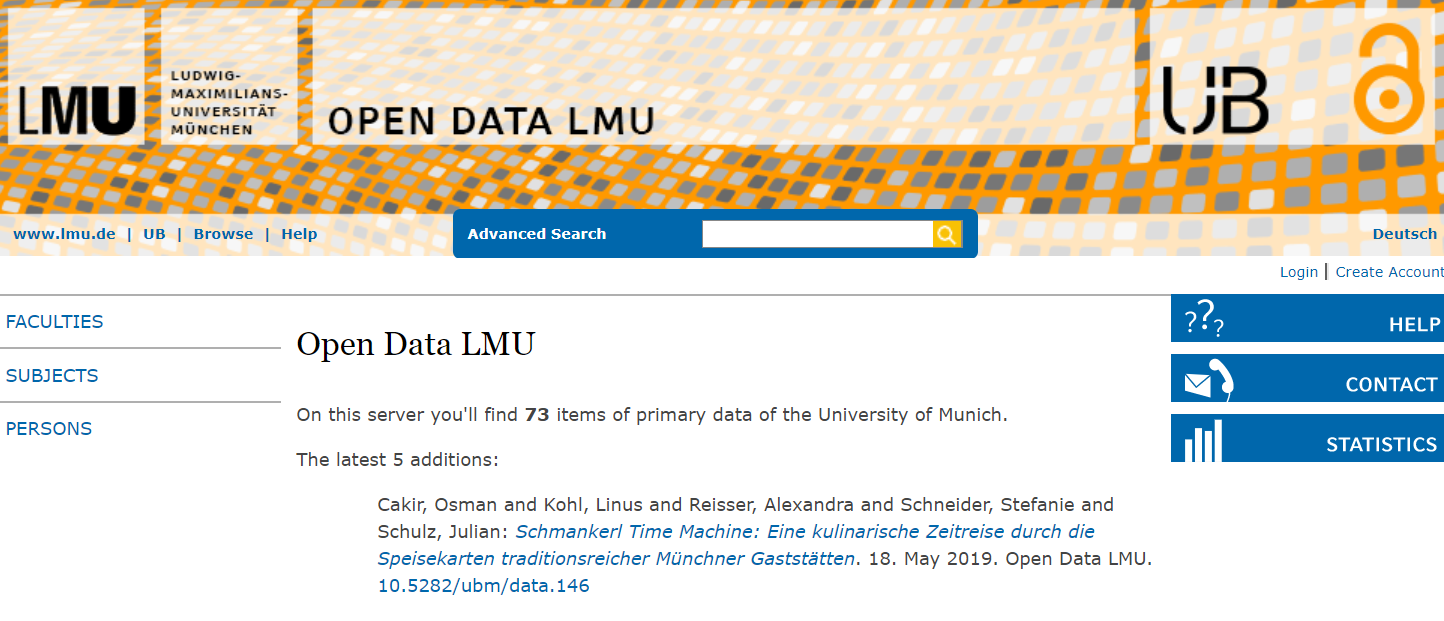 LMU
LUDWIG-
MAXIMILIANS-
UNIVERSITÄT
MÜNCHEN
OPEN DATA LMU
UB
www.lmu.de | UB | Browse | Help
Advanced Search
Deutsch
Login | Create Account
FACULTIES
SUBJECTS
PERSONS
Open Data LMU
On this server you'll find 73 items of primary data of the University of Munich.
The latest 5 additions:
Cakir, Osman and Kohl, Linus and Reisser, Alexandra and Schneider, Stefanie and
Schulz, Julian: Schmankerl Time Machine: Eine kulinarische Zeitreise durch die
Speisekarten traditionsreicher Münchner Gaststätten. 18. May 2019. Open Data LMU.
10.5282/ubm/data.146
???
HELP
CONTACT
STATISTICS